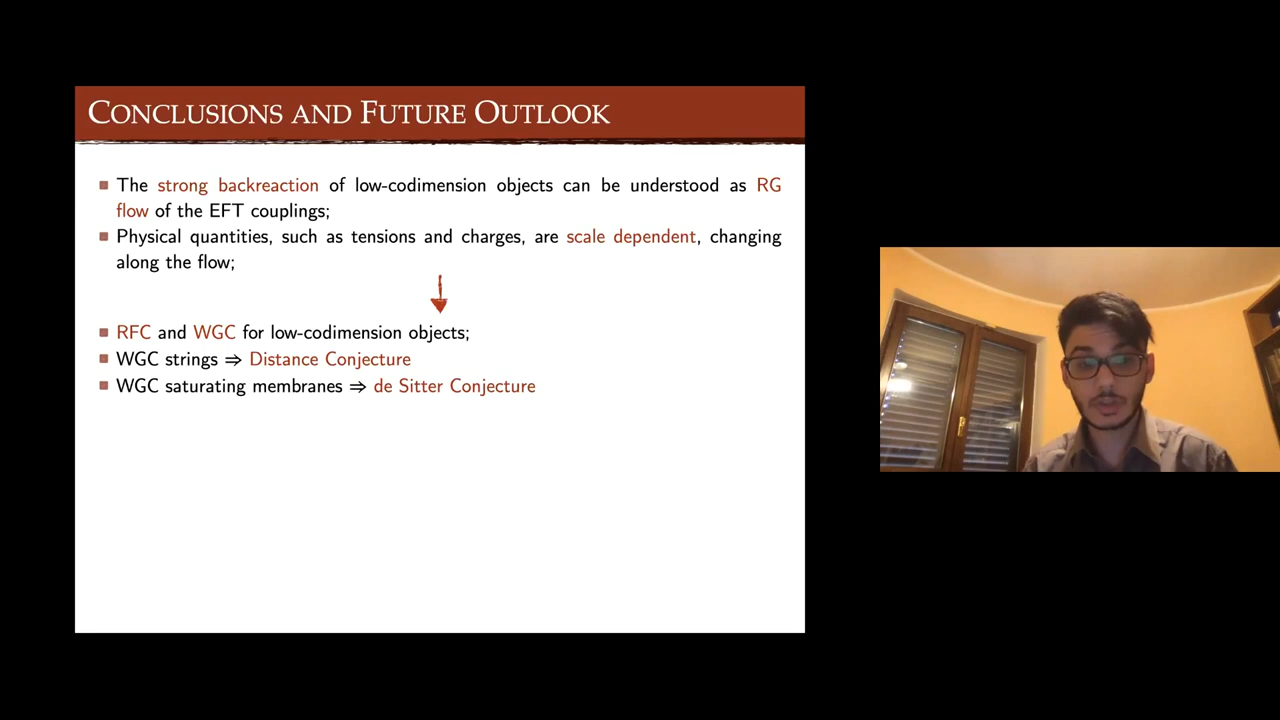 CONCLUSIONS AND FUTURE OUTLOOK
The strong backreaction of low-codimension objects can be understood as RG
flow of the EFT couplings;
Physical quantities, such as tensions and charges, are scale dependent, changing
along the flow;
RFC and WGC for low-codimension objects;
WGC strings ⇒ Distance Conjecture
WGC saturating membranes ⇒ de Sitter Conjecture